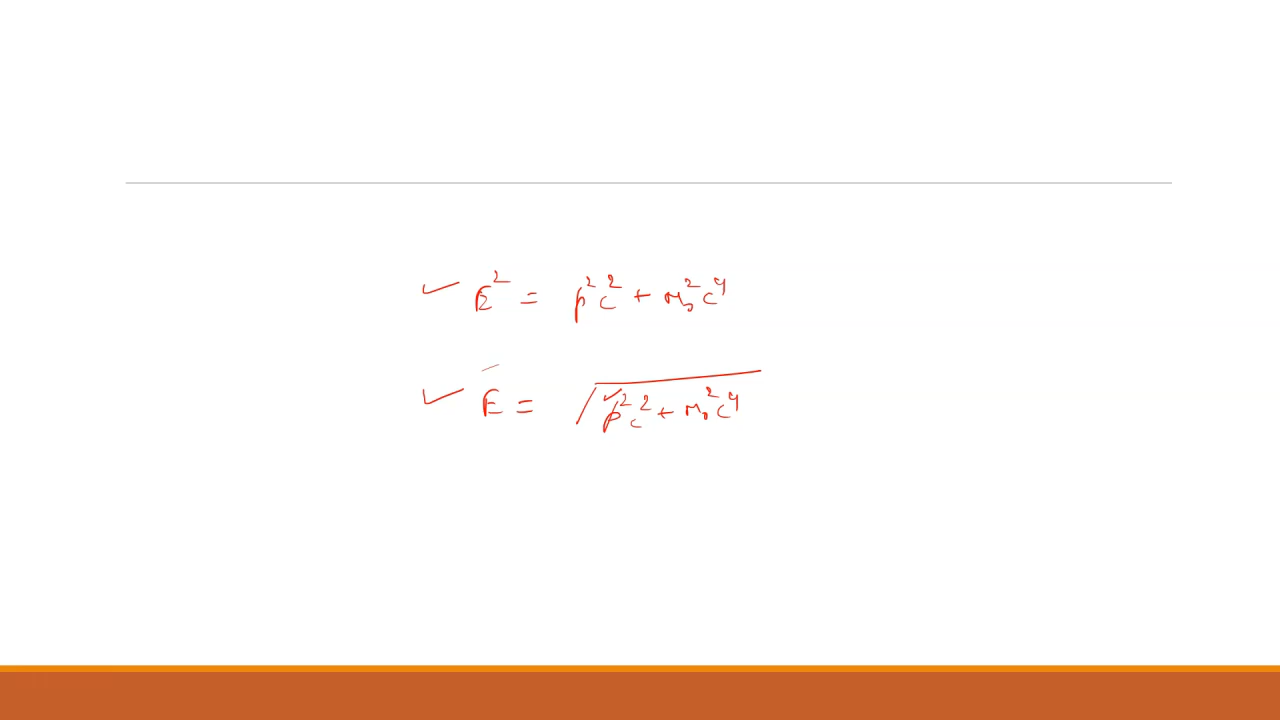 ✓ E² = p²c² + m₀²c⁴
✓ E = √(p²c² + m₀²c⁴)